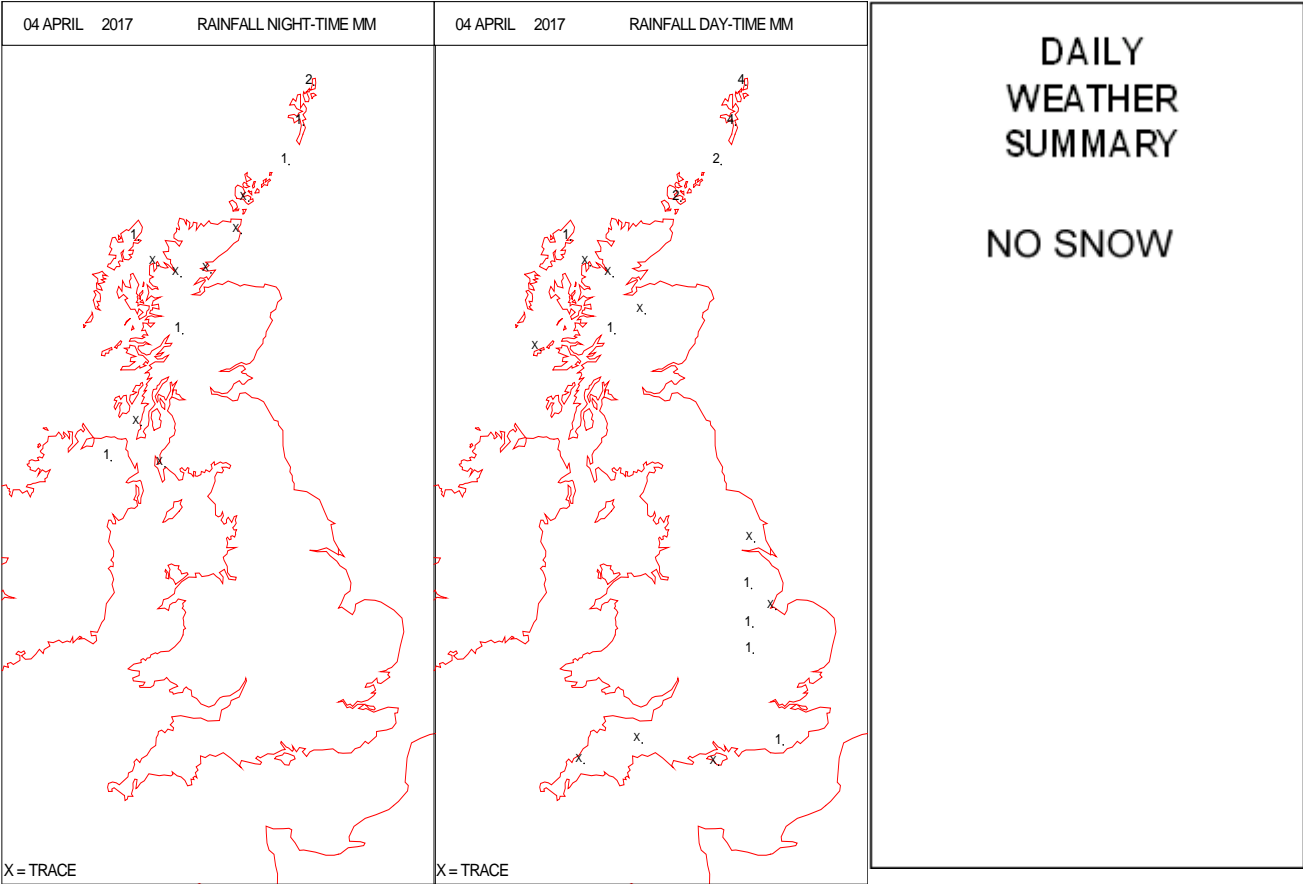 04 APRIL 2017 RAINFALL NIGHT-TIME MM
2
1.
1.
X.
X.
1.
X.
X.
X.
1.
X.
1.
X.
X = TRACE
04 APRIL 2017 RAINFALL DAY-TIME MM
4.
4.
2.
2.
1.
X.
X.
X.
1.
X.
X.
1.
X.
1.
1.
X.
1.
X.
X.
X = TRACE
DAILY
WEATHER
SUMMARY
NO SNOW